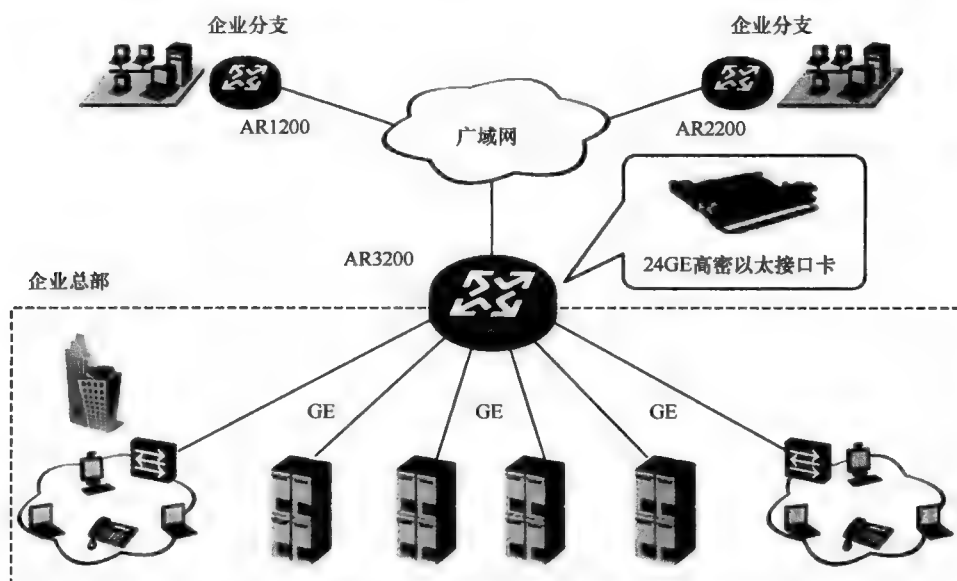 企业分支
企业分支
AR1200
广域网
AR2200
AR3200
24GE高密以太接口卡
企业总部
GE
GE
GE